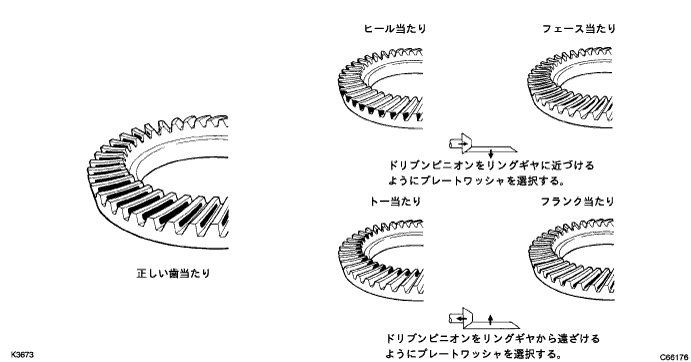 ヒール当たり
フェース当たり
ドリブンピニオンをリングギヤに近づける
ようにプレートワッシャを選択する。
トー当たり
フランク当たり
正しい歯当たり
ドリブンピニオンをリングギヤから遠ざける
ようにプレートワッシャを選択する。
K3673
C66176